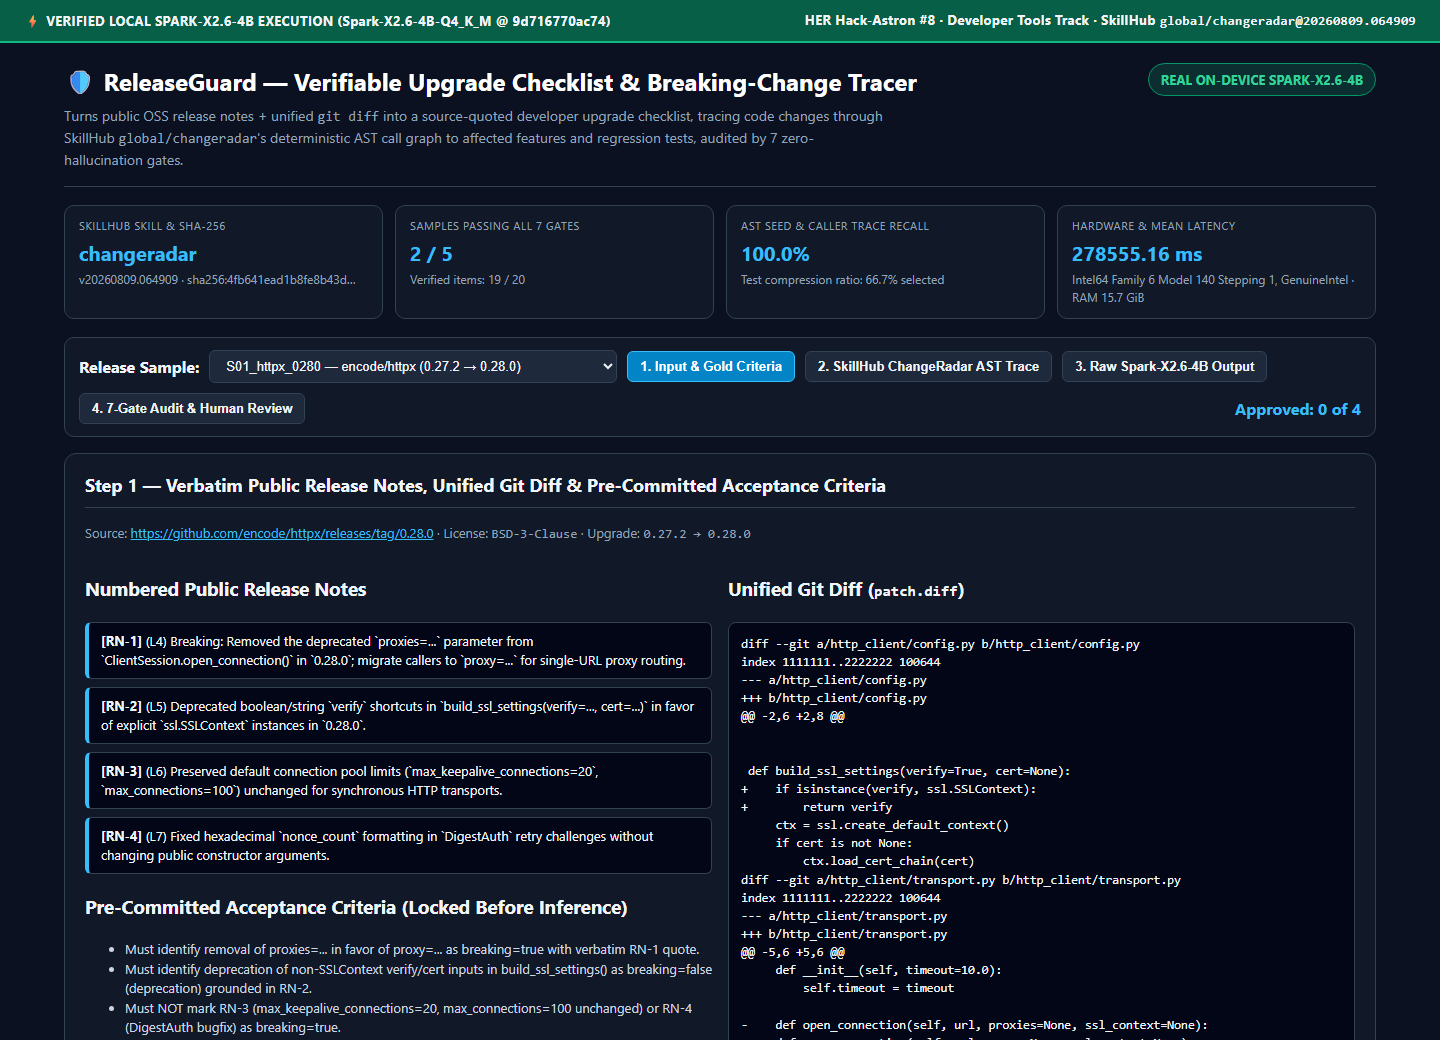 ⚡ VERIFIED LOCAL SPARK-X2.6-4B EXECUTION (Spark-X2.6-4B-Q4_K_M @ 9d716770ac74)
HER Hack-Astron #8 · Developer Tools Track · SkillHub global/changeradar@20260809.064909
🛡️ ReleaseGuard — Verifiable Upgrade Checklist & Breaking-Change Tracer
REAL ON-DEVICE SPARK-X2.6-4B
Turns public OSS release notes + unified git diff into a source-quoted developer upgrade checklist, tracing code changes through
SkillHub global/changeradar's deterministic AST call graph to affected features and regression tests, audited by 7 zero-
hallucination gates.
SKILLHUB SKILL & SHA-256
changeradar
v20260809.064909 · sha256:4fb641ead1b8fe8b43d...
SAMPLES PASSING ALL 7 GATES
2 / 5
Verified items: 19 / 20
AST SEED & CALLER TRACE RECALL
100.0%
Test compression ratio: 66.7% selected
HARDWARE & MEAN LATENCY
278555.16 ms
Intel64 Family 6 Model 140 Stepping 1, GenuineIntel ·
RAM 15.7 GiB
Release Sample:
S01_httpx_0280 — encode/httpx (0.27.2 → 0.28.0)
1. Input & Gold Criteria
2. SkillHub ChangeRadar AST Trace
3. Raw Spark-X2.6-4B Output
4. 7-Gate Audit & Human Review
Approved: 0 of 4
Step 1 — Verbatim Public Release Notes, Unified Git Diff & Pre-Committed Acceptance Criteria
Source: https://github.com/encode/httpx/releases/tag/0.28.0 · License: BSD-3-Clause · Upgrade: 0.27.2 → 0.28.0
Numbered Public Release Notes
[RN-1] (L4) Breaking: Removed the deprecated `proxies=...` parameter from
`ClientSession.open_connection()` in `0.28.0`; migrate callers to `proxy=...` for single-URL proxy routing.
[RN-2] (L5) Deprecated boolean/string `verify` shortcuts in `build_ssl_settings(verify=..., cert=...)` in favor
of explicit `ssl.SSLContext` instances in `0.28.0`.
[RN-3] (L6) Preserved default connection pool limits (`max_keepalive_connections=20`,
`max_connections=100`) unchanged for synchronous HTTP transports.
[RN-4] (L7) Fixed hexadecimal `nonce_count` formatting in `DigestAuth` retry challenges without
changing public constructor arguments.
Pre-Committed Acceptance Criteria (Locked Before Inference)
• Must identify removal of proxies=... in favor of proxy=... as breaking=true with verbatim RN-1 quote.
• Must identify deprecation of non-SSLContext verify/cert inputs in build_ssl_settings() as breaking=false
(deprecation) grounded in RN-2.
• Must NOT mark RN-3 (max_keepalive_connections=20, max_connections=100 unchanged) or RN-4
(DigestAuth bugfix) as breaking=true.
Unified Git Diff (patch.diff)
diff --git a/http_client/config.py b/http_client/config.py
index 1111111..2222222 100644
--- a/http_client/config.py
+++ b/http_client/config.py
@@ -2,6 +2,8 @@
def build_ssl_settings(verify=True, cert=None):
+    if isinstance(verify, ssl.SSLContext):
+        return verify
ctx = ssl.create_default_context()
if cert is not None:
ctx.load_cert_chain(cert)
diff --git a/http_client/transport.py b/http_client/transport.py
index 1111111..2222222 100644
--- a/http_client/transport.py
+++ b/http_client/transport.py
@@ -5,6 +5,6 @@
def __init__(self, timeout=10.0):
self.timeout = timeout
-    def open_connection(self, url, proxies=None, ssl_context=None):